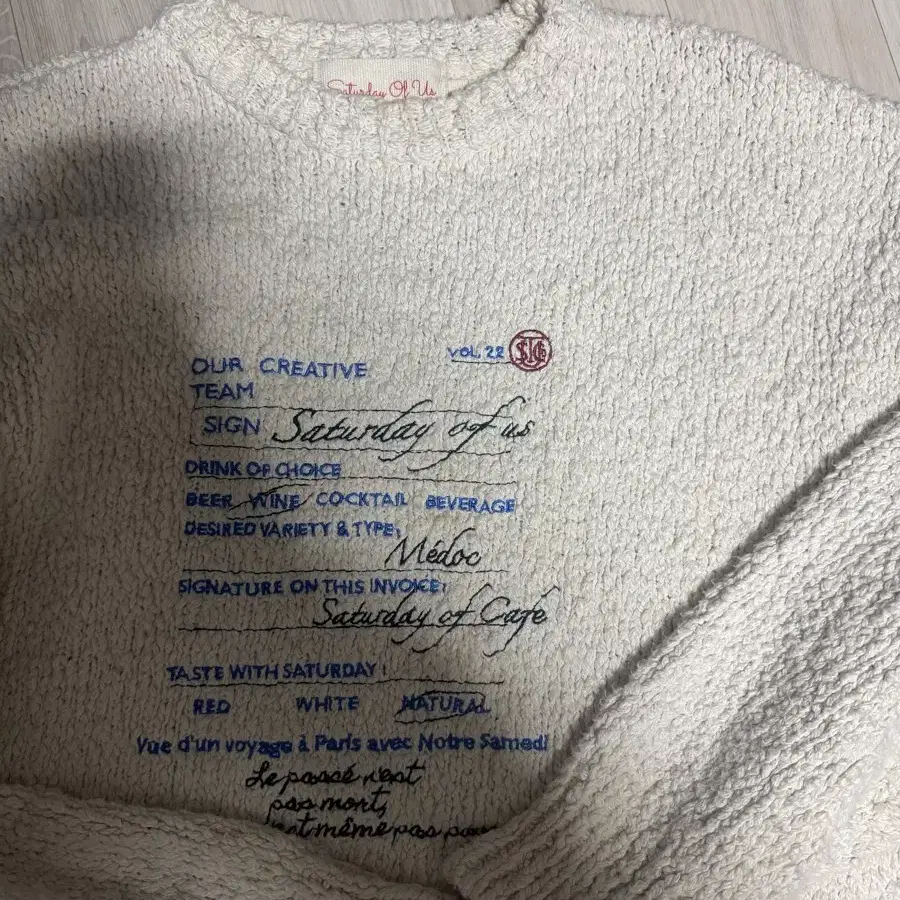 Saturday Of Us
VOL. 22
OUR CREATIVE
TEAM
SIGN Saturday of us
DRINK OF CHOICE
BEER WINE COCKTAIL BEVERAGE
DESIRED VARIETY & TYPE:
Médoc
SIGNATURE ON THIS INVOICE:
Saturday of Cafe
TASTE WITH SATURDAY :
RED WHITE NATURAL
Vue d'un voyage à Paris avec Notre Samedi
Le passé n'est
pas mort,
même pas